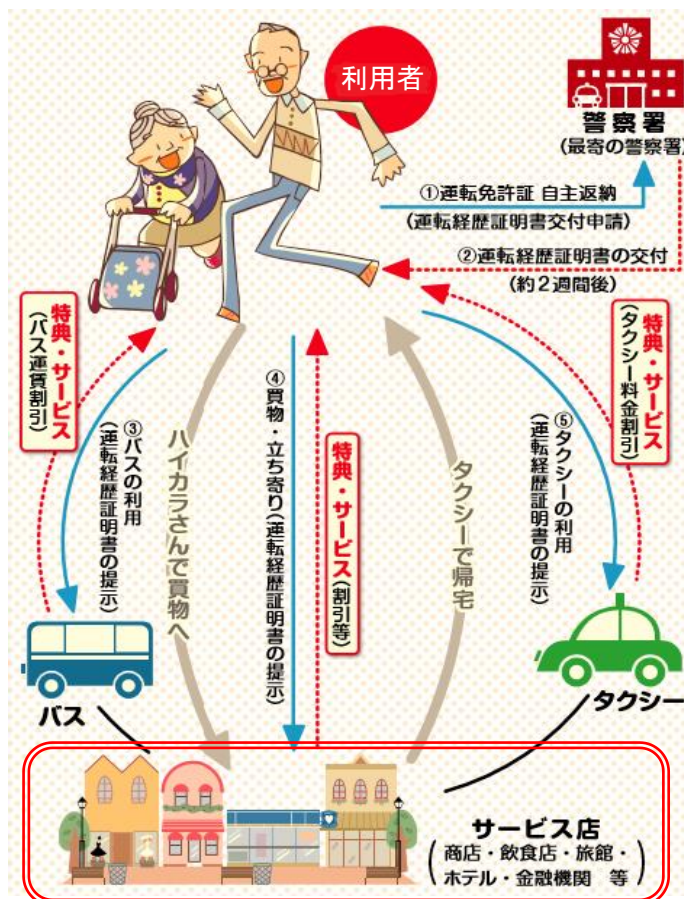 利用者
警察署
(最寄の警察署)
①運転免許証 自主返納
(運転経歴証明書交付申請)
②運転経歴証明書の交付
(約2週間後)
特典・サービス
(バス運賃割引)
③バスの利用
(運転経歴証明書の提示)
ハイカラさんで買物へ
④買物・立ち寄り(運転経歴証明書の提示)
特典・サービス(割引等)
タクシーで帰宅
⑤タクシーの利用
(運転経歴証明書の提示)
特典・サービス
(タクシー料金割引)
バス
タクシー
サービス店
(商店・飲食店・旅館・
ホテル・金融機関 等)